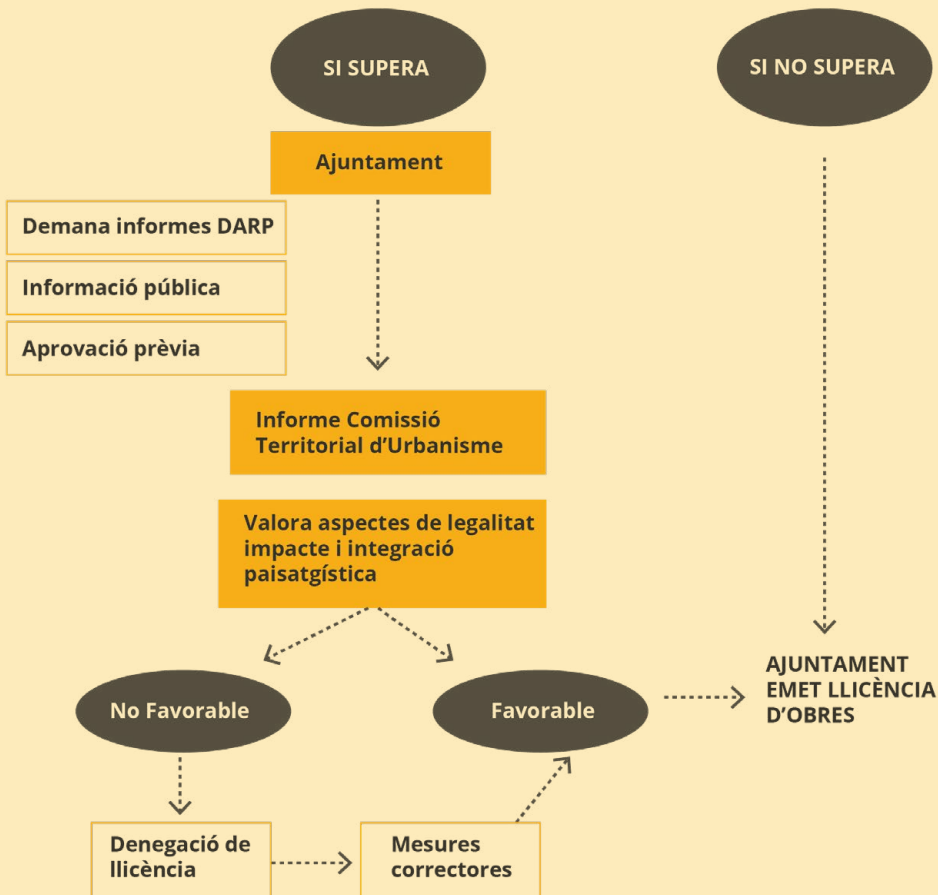 SI SUPERA
SI NO SUPERA
Ajuntament
Demana informes DARP
Informació pública
Aprovació prèvia
Informe Comissió
Territorial d’Urbanisme
Valora aspectes de legalitat
impacte i integració
paisatgística
No Favorable
Favorable
AJUNTAMENT
EMET LLICÈNCIA
D’OBRES
Denegació de
llicència
Mesures
correctores